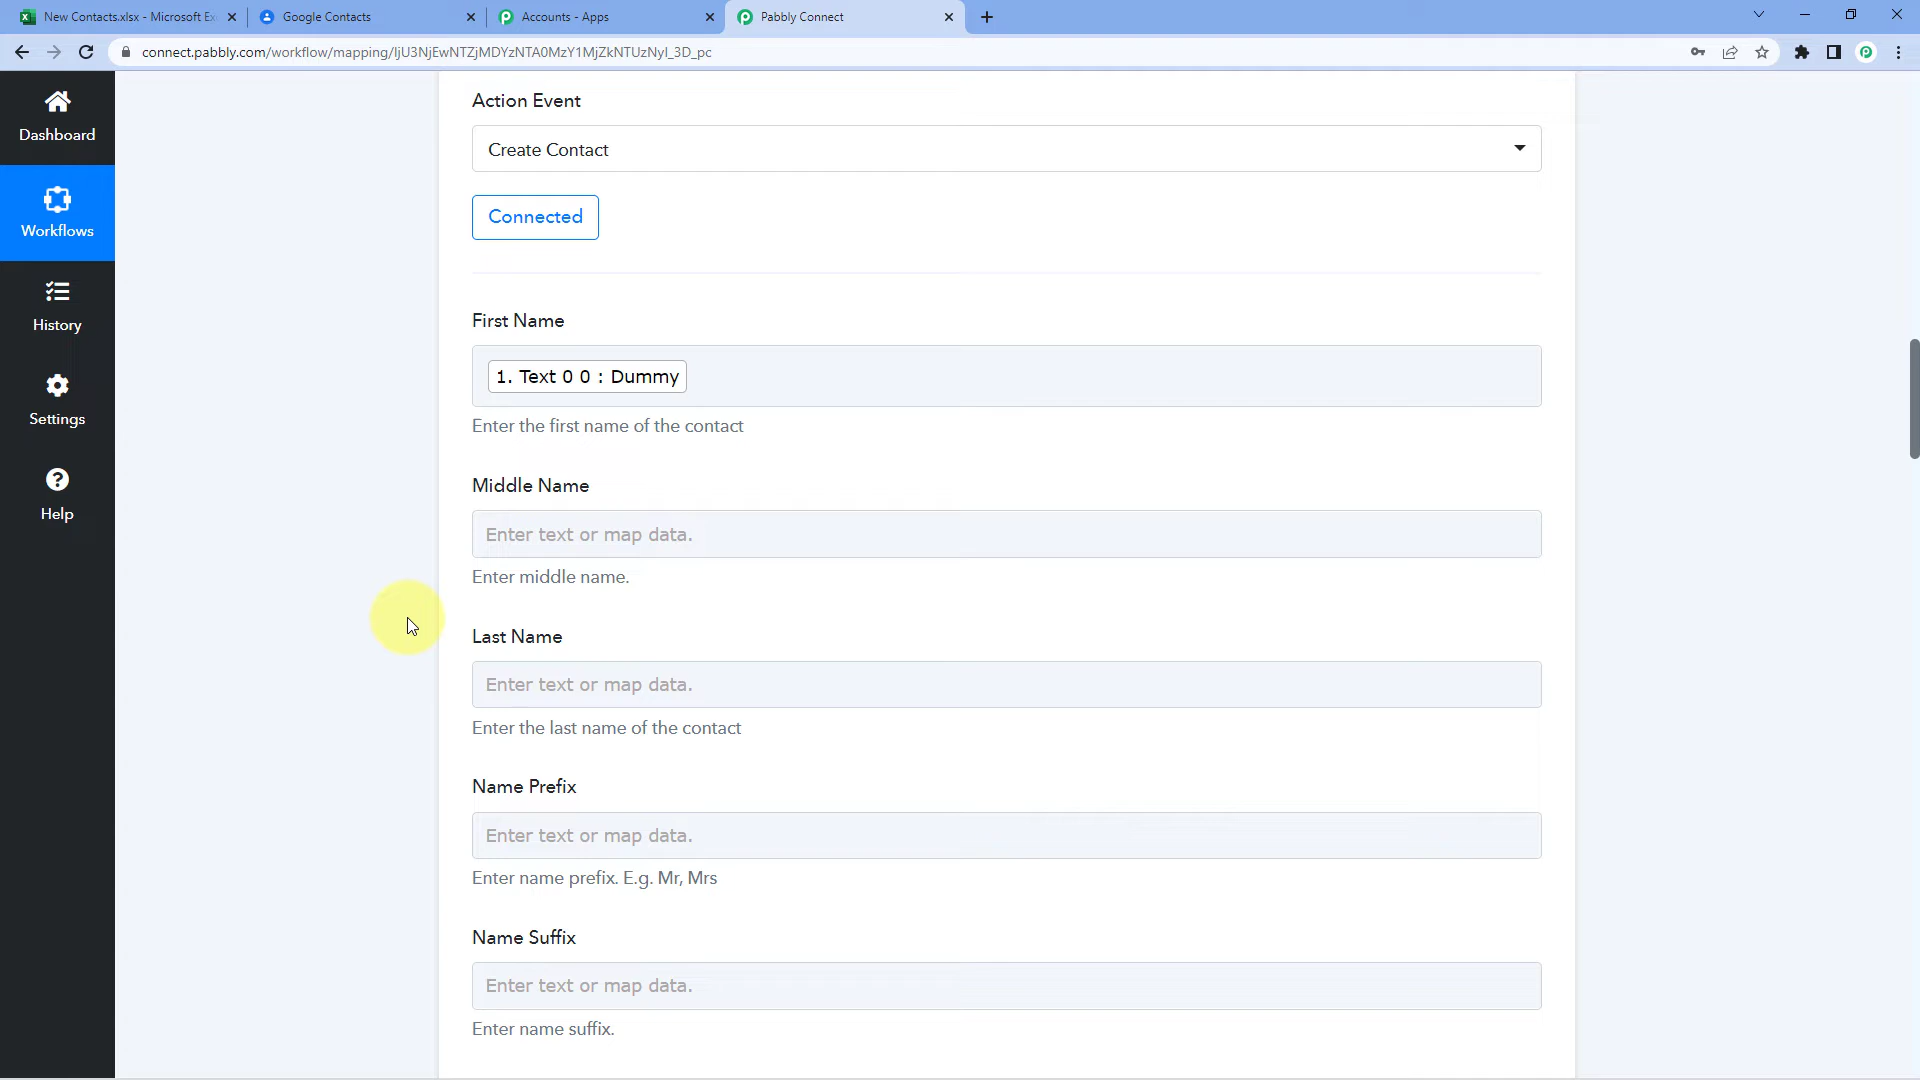 New Contacts.xlsx - Microsoft Ex
Google Contacts
Accounts - Apps
Pabbly Connect
connect.pabbly.com/workflow/mapping/IjU3NjEwNTZjMDYzNTA0MzY1MjZkNTUzNyI_3D_pc
Dashboard
Workflows
History
Settings
Help
Action Event
Create Contact
Connected
First Name
1. Text 0 0 : Dummy
Enter the first name of the contact
Middle Name
Enter text or map data.
Enter middle name.
Last Name
Enter text or map data.
Enter the last name of the contact
Name Prefix
Enter text or map data.
Enter name prefix. E.g. Mr, Mrs
Name Suffix
Enter text or map data.
Enter name suffix.